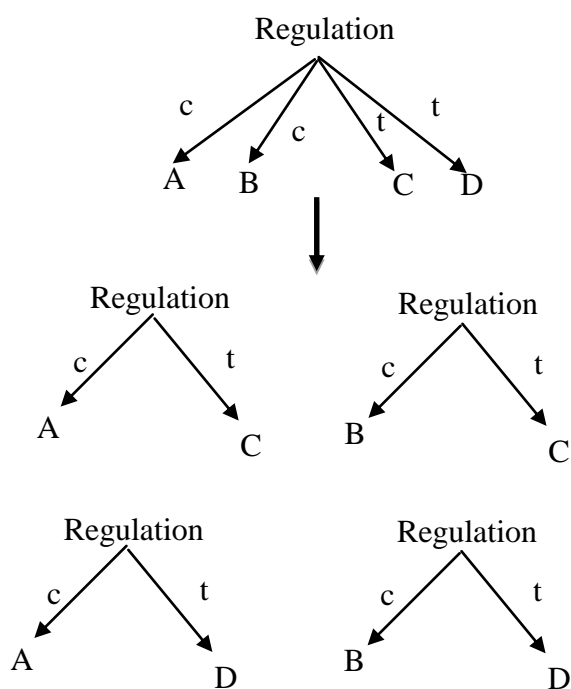 Regulation
c c t t
A B C D
Regulation Regulation
c t c t
A C B C
Regulation Regulation
c t c t
A D B D